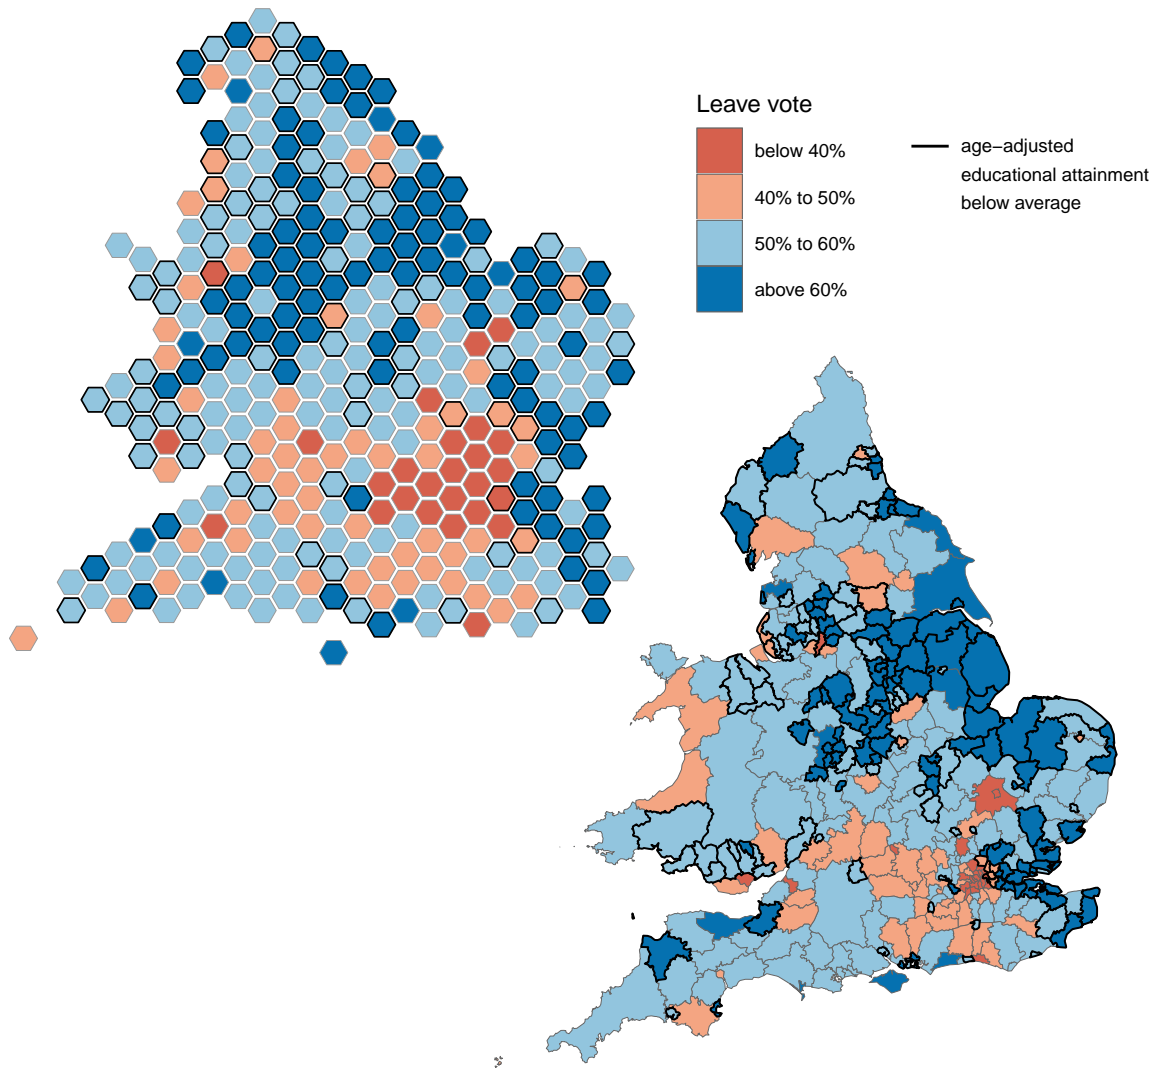 Leave vote
below 40%
40% to 50%
50% to 60%
above 60%
age−adjusted
educational attainment
below average